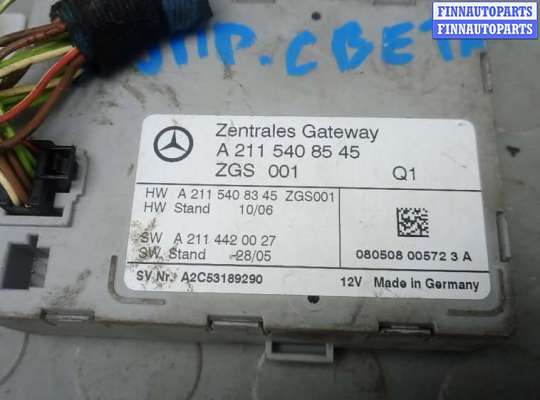 FINNAUTOPARTS
FINNAUTOPARTS
Zentrales Gateway
A 211 540 85 45
ZGS 001 Q1
HW A 211 540 83 45 ZGS001
HW Stand 10/06
SW A 211 442 00 27
SW. Stand 28/05
080508 00572 3 A
SV Nr. A2C53189290 12V Made in Germany